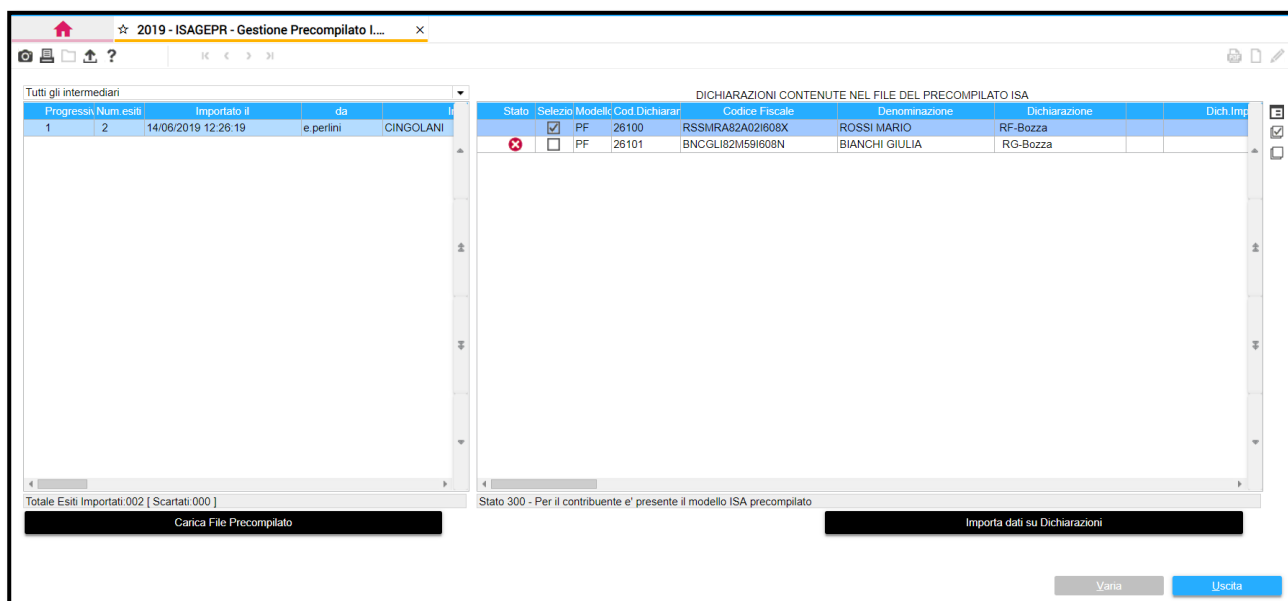 2019 - ISAGEPR - Gestione Precompilato I.... ×
Tutti gli intermediari
DICHIARAZIONI CONTENUTE NEL FILE DEL PRECOMPILATO ISA
Progressiv Num.esiti Importato il da In
1 2 14/06/2019 12:26:19 e.perlini CINGOLANI
Stato Selezio Modello Cod.Dichiarar Codice Fiscale Denominazione Dichiarazione Dich.Imp
PF 26100 RSSMRA82A02I608X ROSSI MARIO RF-Bozza
PF 26101 BNCGLI82M59I608N BIANCHI GIULIA RG-Bozza
Totale Esiti Importati:002 [ Scartati:000 ]
Stato 300 - Per il contribuente e' presente il modello ISA precompilato
Carica File Precompilato
Importa dati su Dichiarazioni
Varia
Uscita